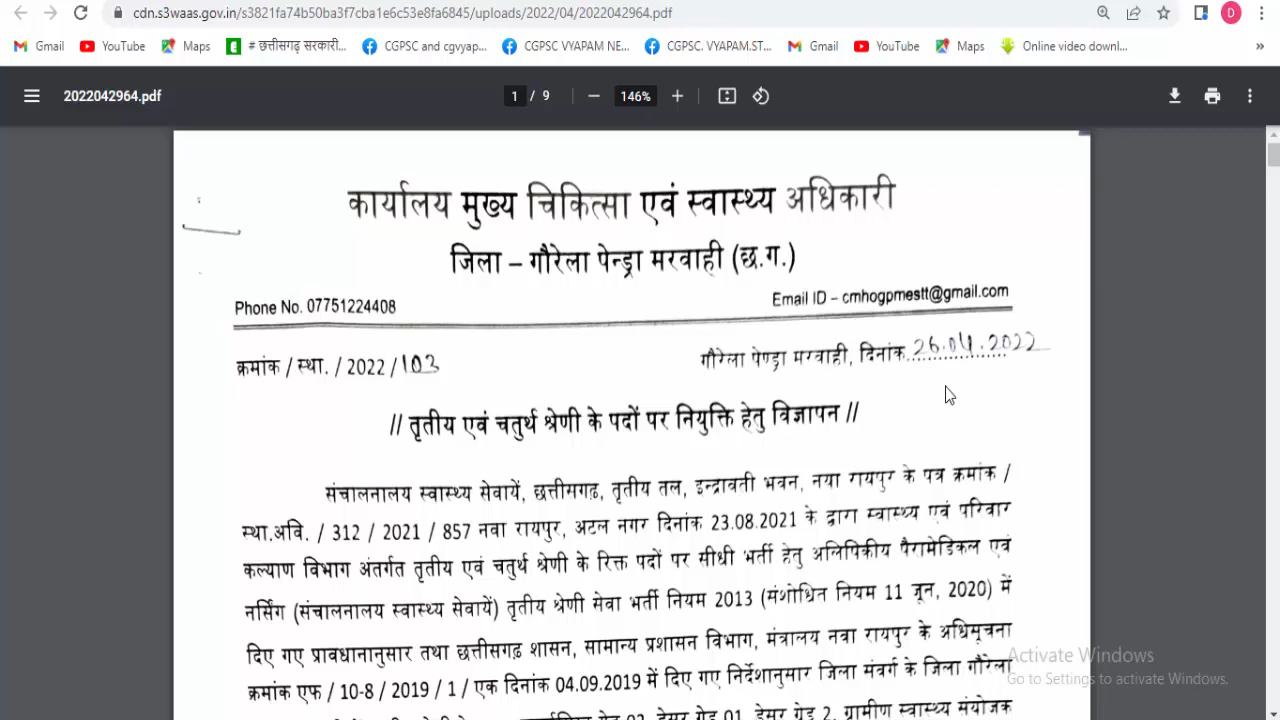 cdn.s3waas.gov.in/s3821fa74b50ba3f7cba1e6c53e8fa6845/uploads/2022/04/2022042964.pdf
D
Gmail YouTube Maps # छत्तीसगढ़ सरकारी... CGPSC and cgvyap... CGPSC VYAPAM NE... CGPSC. VYAPAM.ST... Gmail YouTube Maps Online video downl... »
2022042964.pdf 1 / 9 146%
कार्यालय मुख्य चिकित्सा एवं स्वास्थ्य अधिकारी
जिला – गौरेला पेन्ड्रा मरवाही (छ.ग.)
Phone No. 07751224408 Email ID – cmhogpmestt@gmail.com
क्रमांक / स्था. / 2022 / 103 गौरेला पेण्ड्रा मरवाही, दिनांक 26.04.2022
// तृतीय एवं चतुर्थ श्रेणी के पदों पर नियुक्ति हेतु विज्ञापन //
संचालनालय स्वास्थ्य सेवायें, छत्तीसगढ़, तृतीय तल, इन्द्रावती भवन, नया रायपुर के पत्र क्रमांक /
स्था.अवि. / 312 / 2021 / 857 नवा रायपुर, अटल नगर दिनांक 23.08.2021 के द्वारा स्वास्थ्य एवं परिवार
कल्याण विभाग अंतर्गत तृतीय एवं चतुर्थ श्रेणी के रिक्त पदों पर सीधी भर्ती हेतु अलिपिकीय पैरामेडिकल एवं
नर्सिंग (संचालनालय स्वास्थ्य सेवायें) तृतीय श्रेणी सेवा भर्ती नियम 2013 (संशोधित नियम 11 जून, 2020) में
दिए गए प्रावधानानुसार तथा छत्तीसगढ़ शासन, सामान्य प्रशासन विभाग, मंत्रालय नवा रायपुर के अधिसूचना
क्रमांक एफ / 10-8 / 2019 / 1 / एक दिनांक 04.09.2019 में दिए गए निर्देशानुसार जिला संवर्ग के जिला गौरेला
ग्रेड 02, ड्रेसर ग्रेड 01, ड्रेसर ग्रेड 2, ग्रामीण स्वास्थ्य संयोजक
Activate Windows
Go to Settings to activate Windows.